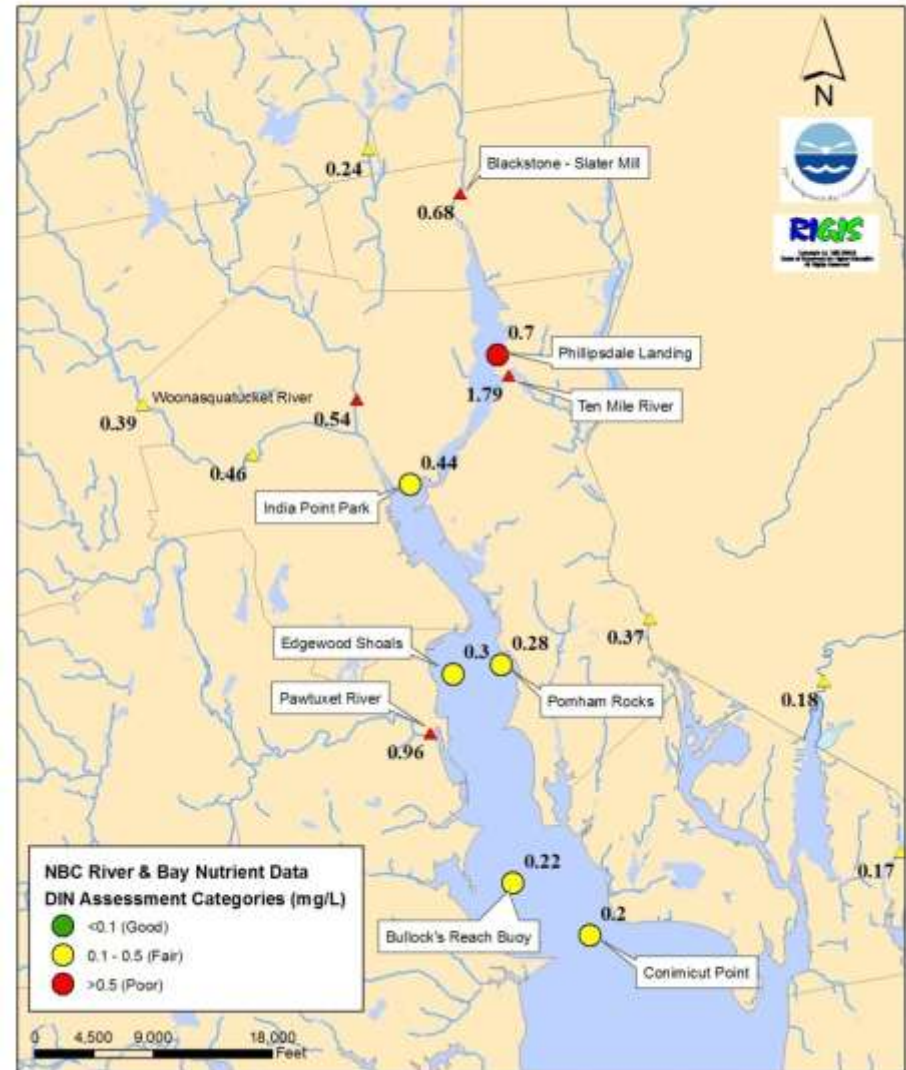 N
0.24
Blackstone - Slater Mill
0.68
RIGIS
0.7
Phillipsdale Landing
Woonasquatucket River
0.39
0.54
1.79
Ten Mile River
0.46
0.44
India Point Park
Edgewood Shoals
0.3
0.28
0.37
Pomham Rocks
0.18
Pawtuxet River
0.96
0.22
0.17
0.2
Bullock's Reach Buoy
Conimicut Point
NBC River & Bay Nutrient Data
DIN Assessment Categories (mg/L)
<0.1 (Good)
0.1 - 0.5 (Fair)
>0.5 (Poor)
0 4,500 9,000 18,000
Feet